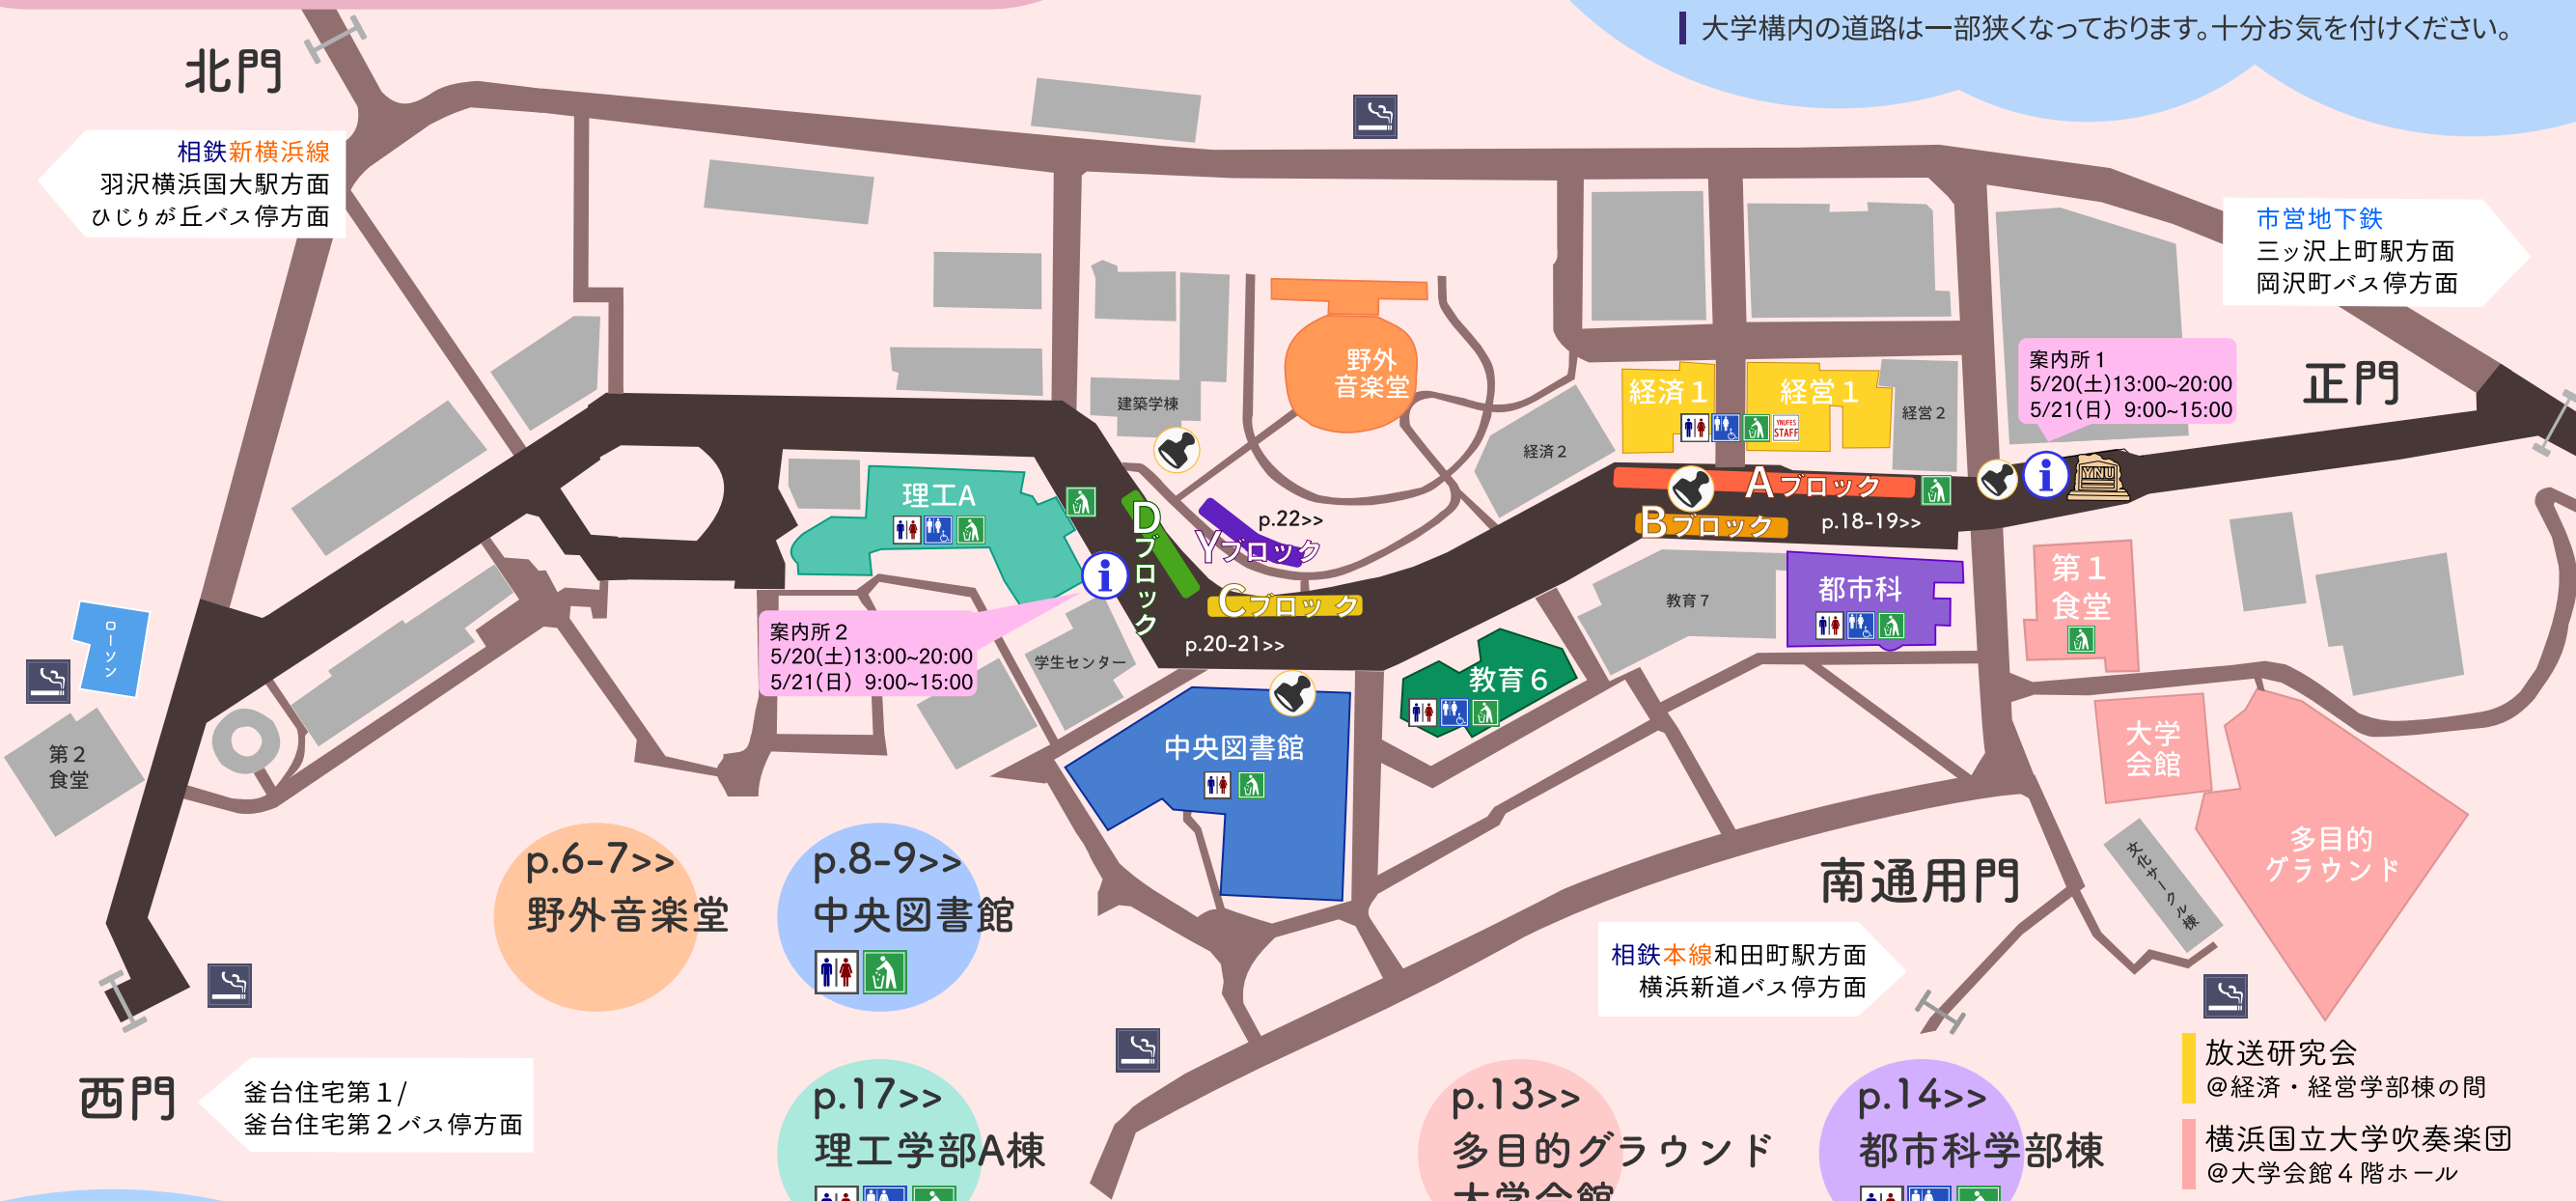 大学構内の道路は一部狭くなっております。十分お気を付けください。
北門
相鉄新横浜線
羽沢横浜国大駅方面
ひじりが丘バス停方面
市営地下鉄
三ッ沢上町駅方面
岡沢町バス停方面
正門
案内所1
5/20(土)13:00~20:00
5/21(日) 9:00~15:00
野外
音楽堂
建築学棟
経済1
経営1
経営2
経済2
YNUFES
STAFF
YNU
理工A
Aブロック
Bブロック
p.18-19>>
Dブロック
Yブロック
p.22>>
Cブロック
p.20-21>>
案内所2
5/20(土)13:00~20:00
5/21(日) 9:00~15:00
学生センター
教育7
都市科
第1
食堂
教育6
中央図書館
ローソン
第2
食堂
大学
会館
多目的
グラウンド
文化サークル棟
南通用門
相鉄本線和田町駅方面
横浜新道バス停方面
西門
釜台住宅第1/
釜台住宅第2バス停方面
p.6-7>>
野外音楽堂
p.8-9>>
中央図書館
p.17>>
理工学部A棟
p.13>>
多目的グラウンド
大学会館
p.14>>
都市科学部棟
放送研究会
@経済・経営学部棟の間
横浜国立大学吹奏楽団
@大学会館4階ホール